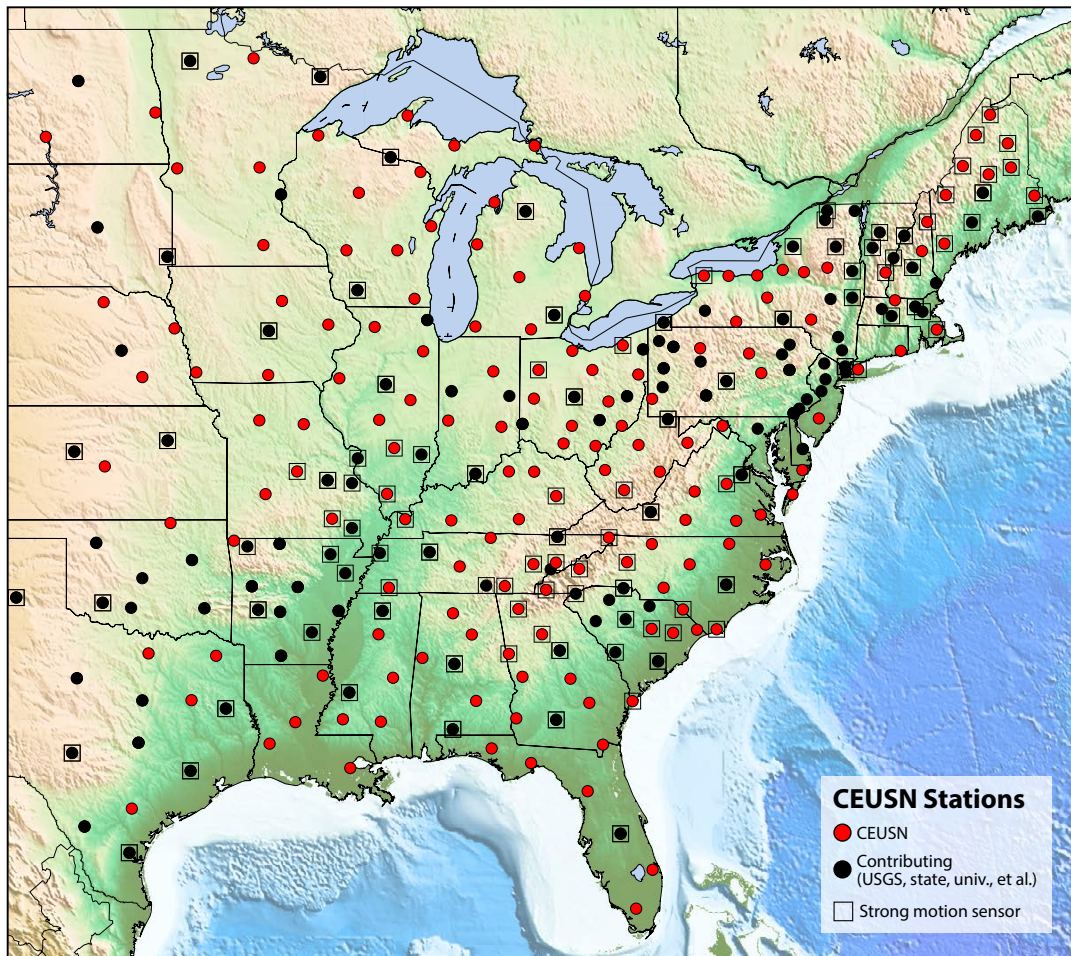 CEUSN Stations
CEUSN
Contributing
(USGS, state, univ., et al.)
Strong motion sensor